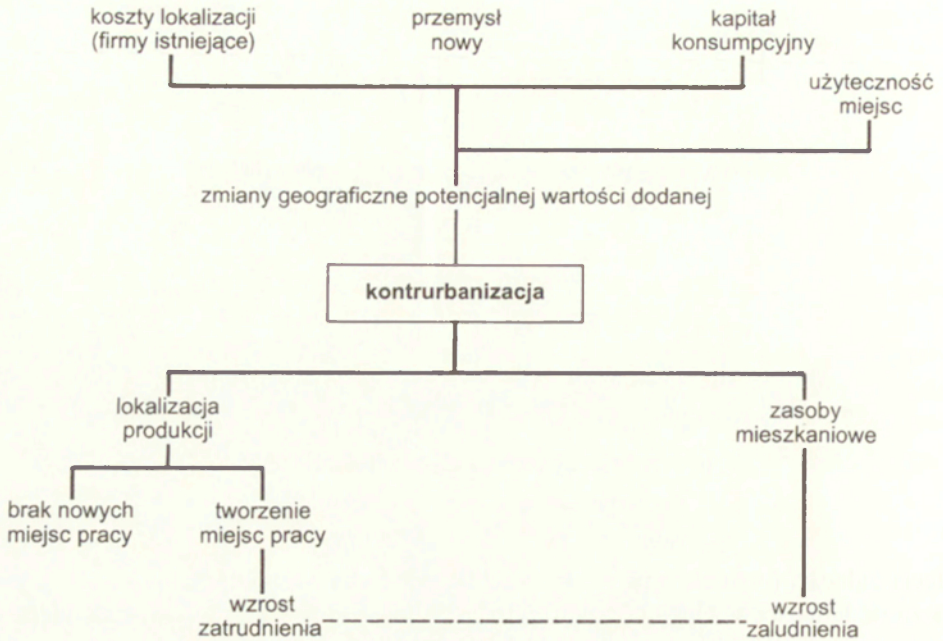 koszty lokalizacji
(firmy istniejące)
przemysł
nowy
kapitał
konsumpcyjny
użyteczność
miejsc
zmiany geograficzne potencjalnej wartości dodanej
kontrurbanizacja
lokalizacja
produkcji
zasoby
mieszkaniowe
brak nowych
miejsc pracy
tworzenie
miejsc pracy
wzrost
zatrudnienia
wzrost
zaludnienia